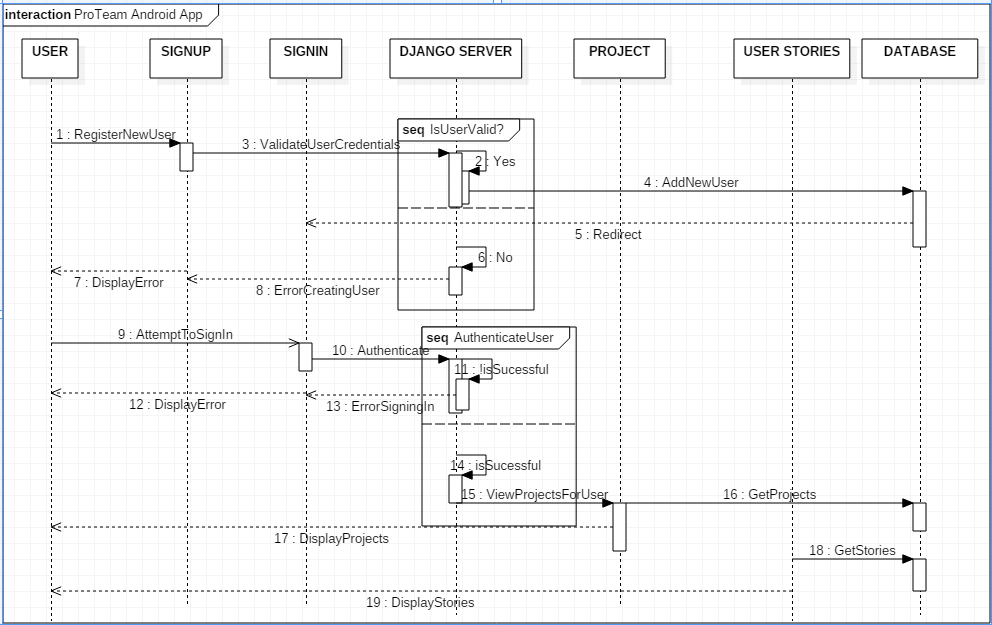 interaction ProTeam Android App
USER
SIGNUP
SIGNIN
DJANGO SERVER
PROJECT
USER STORIES
DATABASE
seq IsUserValid?
1 : RegisterNewUser
3 : ValidateUserCredentials
2 : Yes
4 : AddNewUser
5 : Redirect
6 : No
7 : DisplayError
8 : ErrorCreatingUser
9 : AttemptToSignIn
seq AuthenticateUser
10 : Authenticate
11 : !isSucessful
12 : DisplayError
13 : ErrorSigningIn
14 : isSucessful
15 : ViewProjectsForUser
16 : GetProjects
17 : DisplayProjects
18 : GetStories
19 : DisplayStories